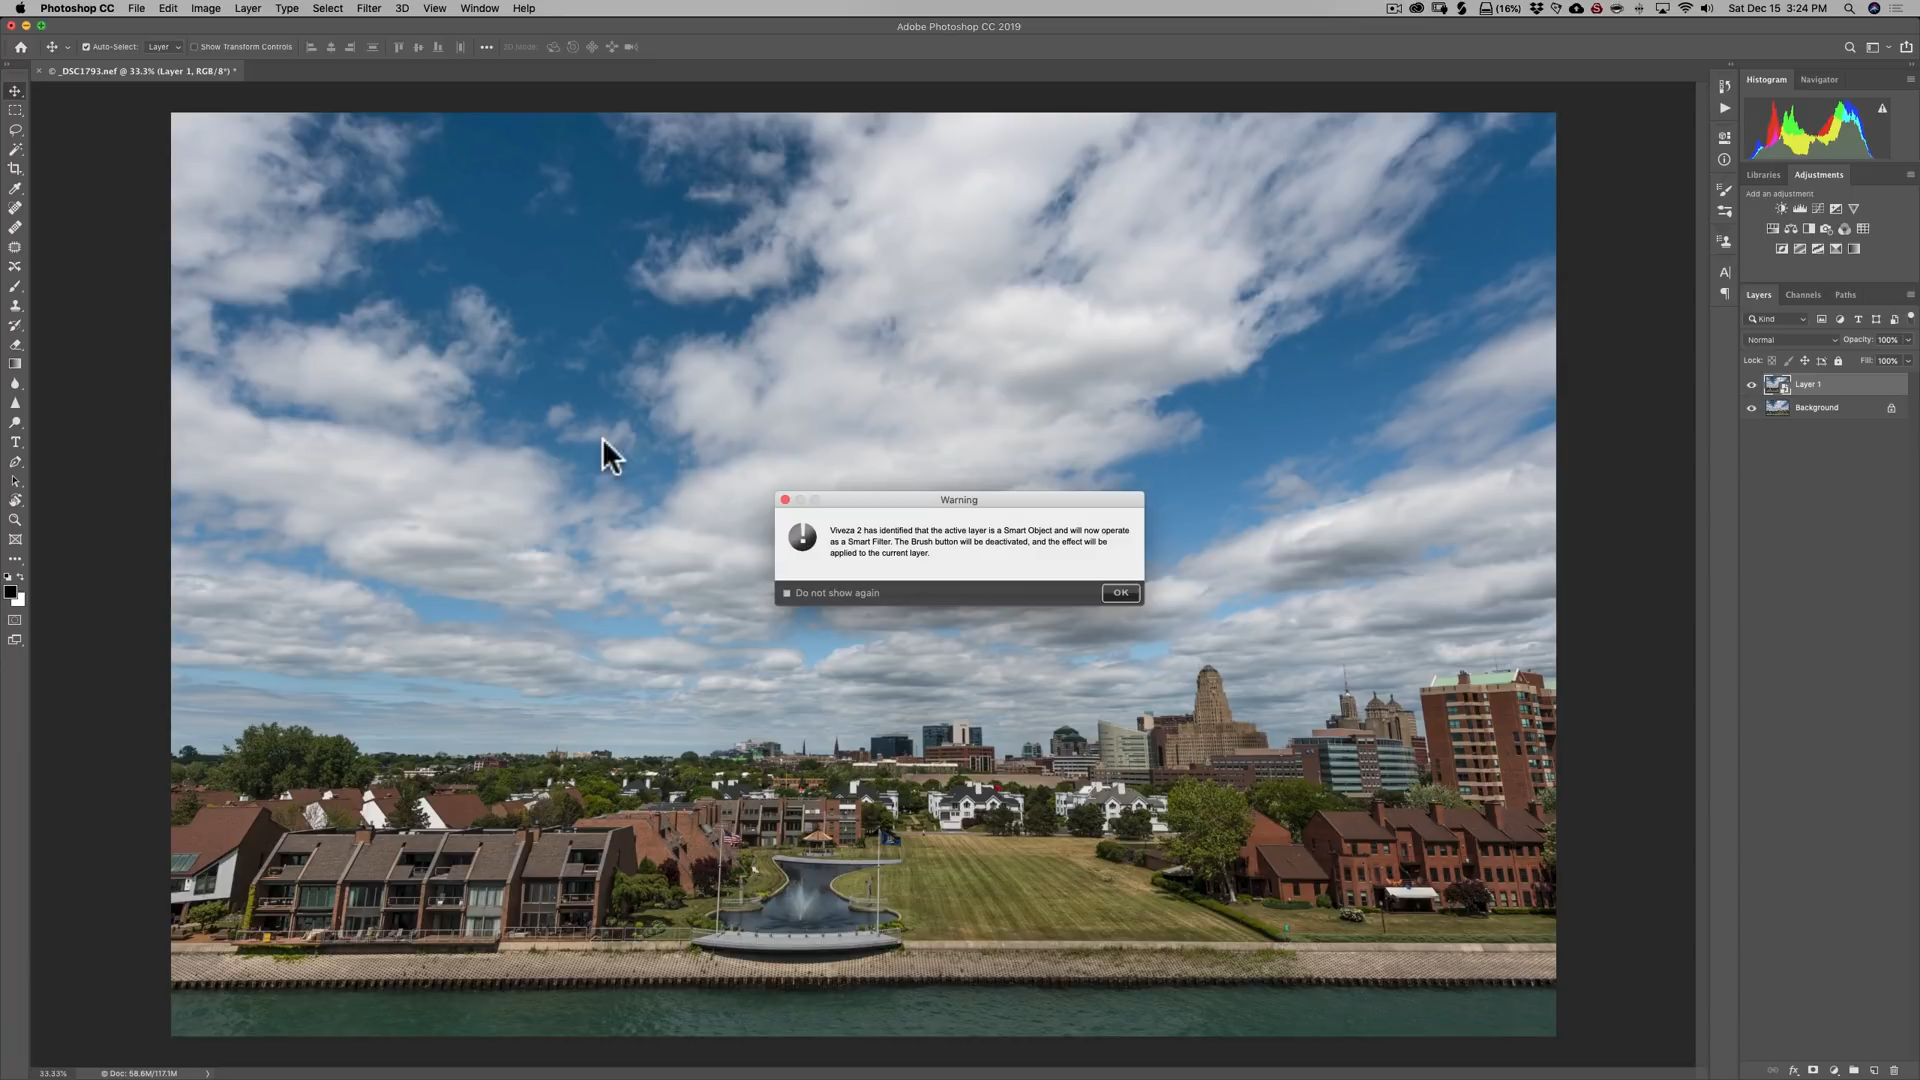 Photoshop CC File Edit Image Layer Type Select Filter 3D View Window Help
(16%) Sat Dec 15 3:24 PM
Adobe Photoshop CC 2019
Auto-Select: Layer Show Transform Controls 3D Mode:
© _DSC1793.nef @ 33.3% (Layer 1, RGB/8*) *
Histogram Navigator
Libraries Adjustments
Add an adjustment
Layers Channels Paths
Kind
Normal Opacity: 100%
Lock: Fill: 100%
Layer 1
Background
Warning
Viveza 2 has identified that the active layer is a Smart Object and will now operate
as a Smart Filter. The Brush button will be deactivated, and the effect will be
applied to the current layer.
Do not show again OK
33.33% Doc: 58.6M/117.1M